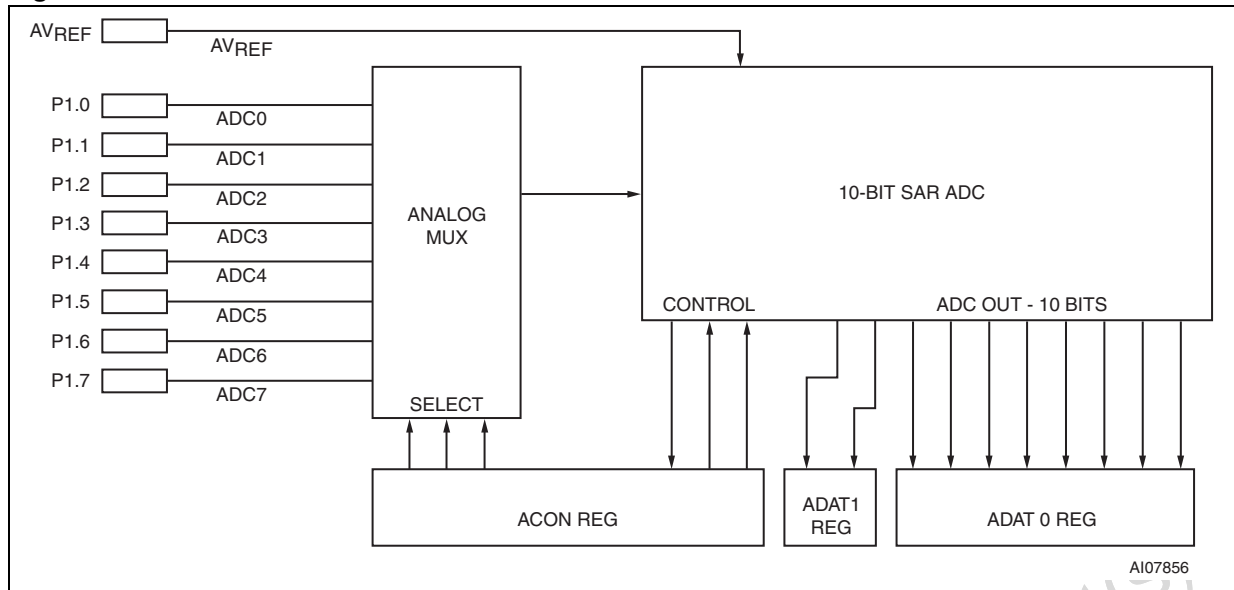 AVREF
AVREF
P1.0
ADC0
P1.1
ADC1
P1.2
ADC2
P1.3
ADC3
P1.4
ADC4
P1.5
ADC5
P1.6
ADC6
P1.7
ADC7
ANALOG
MUX
SELECT
10-BIT SAR ADC
CONTROL
ADC OUT - 10 BITS
ACON REG
ADAT1
REG
ADAT 0 REG
AI07856